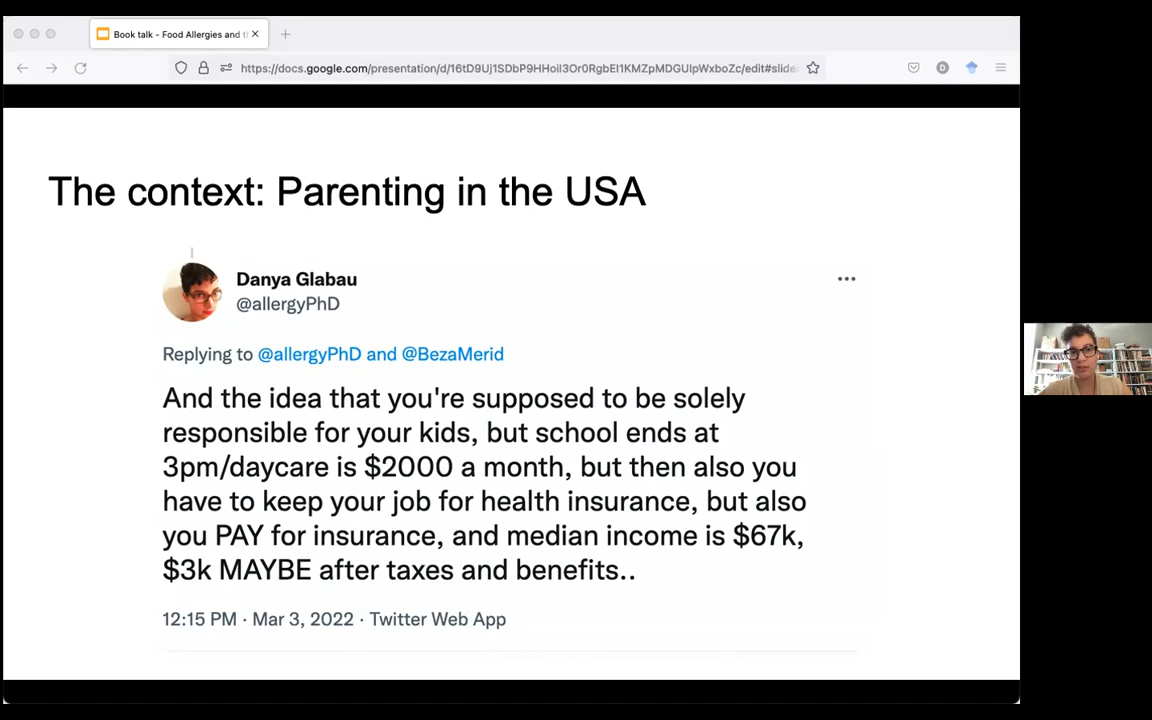 Book talk - Food Allergies and t
https://docs.google.com/presentation/d/16tD9Uj1SDbP9HHoil3Or0RgbEI1KMZpMDGUIpWxboZc/edit#slide
D
The context: Parenting in the USA
Danya Glabau
@allergyPhD
Replying to @allergyPhD and @BezaMerid
And the idea that you're supposed to be solely
responsible for your kids, but school ends at
3pm/daycare is $2000 a month, but then also you
have to keep your job for health insurance, but also
you PAY for insurance, and median income is $67k,
$3k MAYBE after taxes and benefits..
12:15 PM · Mar 3, 2022 · Twitter Web App